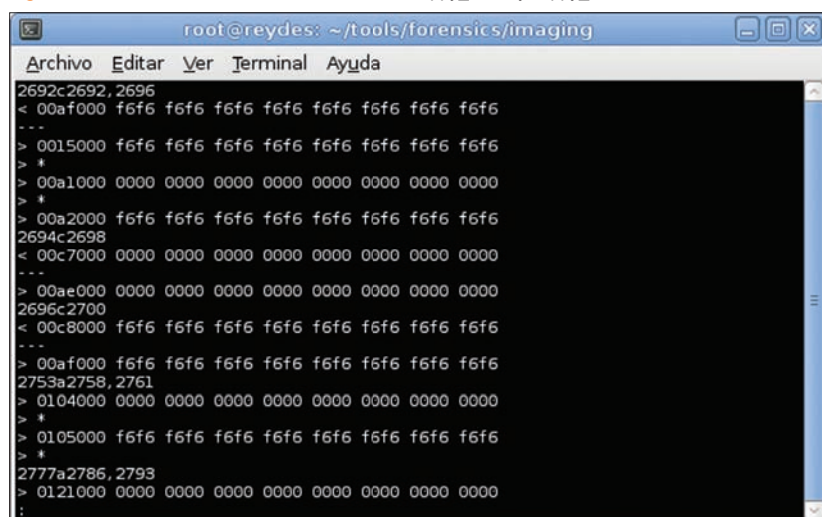 root@reydes: ~/tools/forensics/imaging
Archivo Editar Ver Terminal Ayuda
2692c2692,2696
< 00af000 f6f6 f6f6 f6f6 f6f6 f6f6 f6f6 f6f6 f6f6
---
> 0015000 f6f6 f6f6 f6f6 f6f6 f6f6 f6f6 f6f6 f6f6
> *
> 00a1000 0000 0000 0000 0000 0000 0000 0000 0000
> *
> 00a2000 f6f6 f6f6 f6f6 f6f6 f6f6 f6f6 f6f6 f6f6
2694c2698
< 00c7000 0000 0000 0000 0000 0000 0000 0000 0000
---
> 00ae000 0000 0000 0000 0000 0000 0000 0000 0000
2696c2700
< 00c8000 f6f6 f6f6 f6f6 f6f6 f6f6 f6f6 f6f6 f6f6
---
> 00af000 f6f6 f6f6 f6f6 f6f6 f6f6 f6f6 f6f6 f6f6
2753a2758,2761
> 0104000 0000 0000 0000 0000 0000 0000 0000 0000
> *
> 0105000 f6f6 f6f6 f6f6 f6f6 f6f6 f6f6 f6f6 f6f6
> *
2777a2786,2793
> 0121000 0000 0000 0000 0000 0000 0000 0000 0000
: